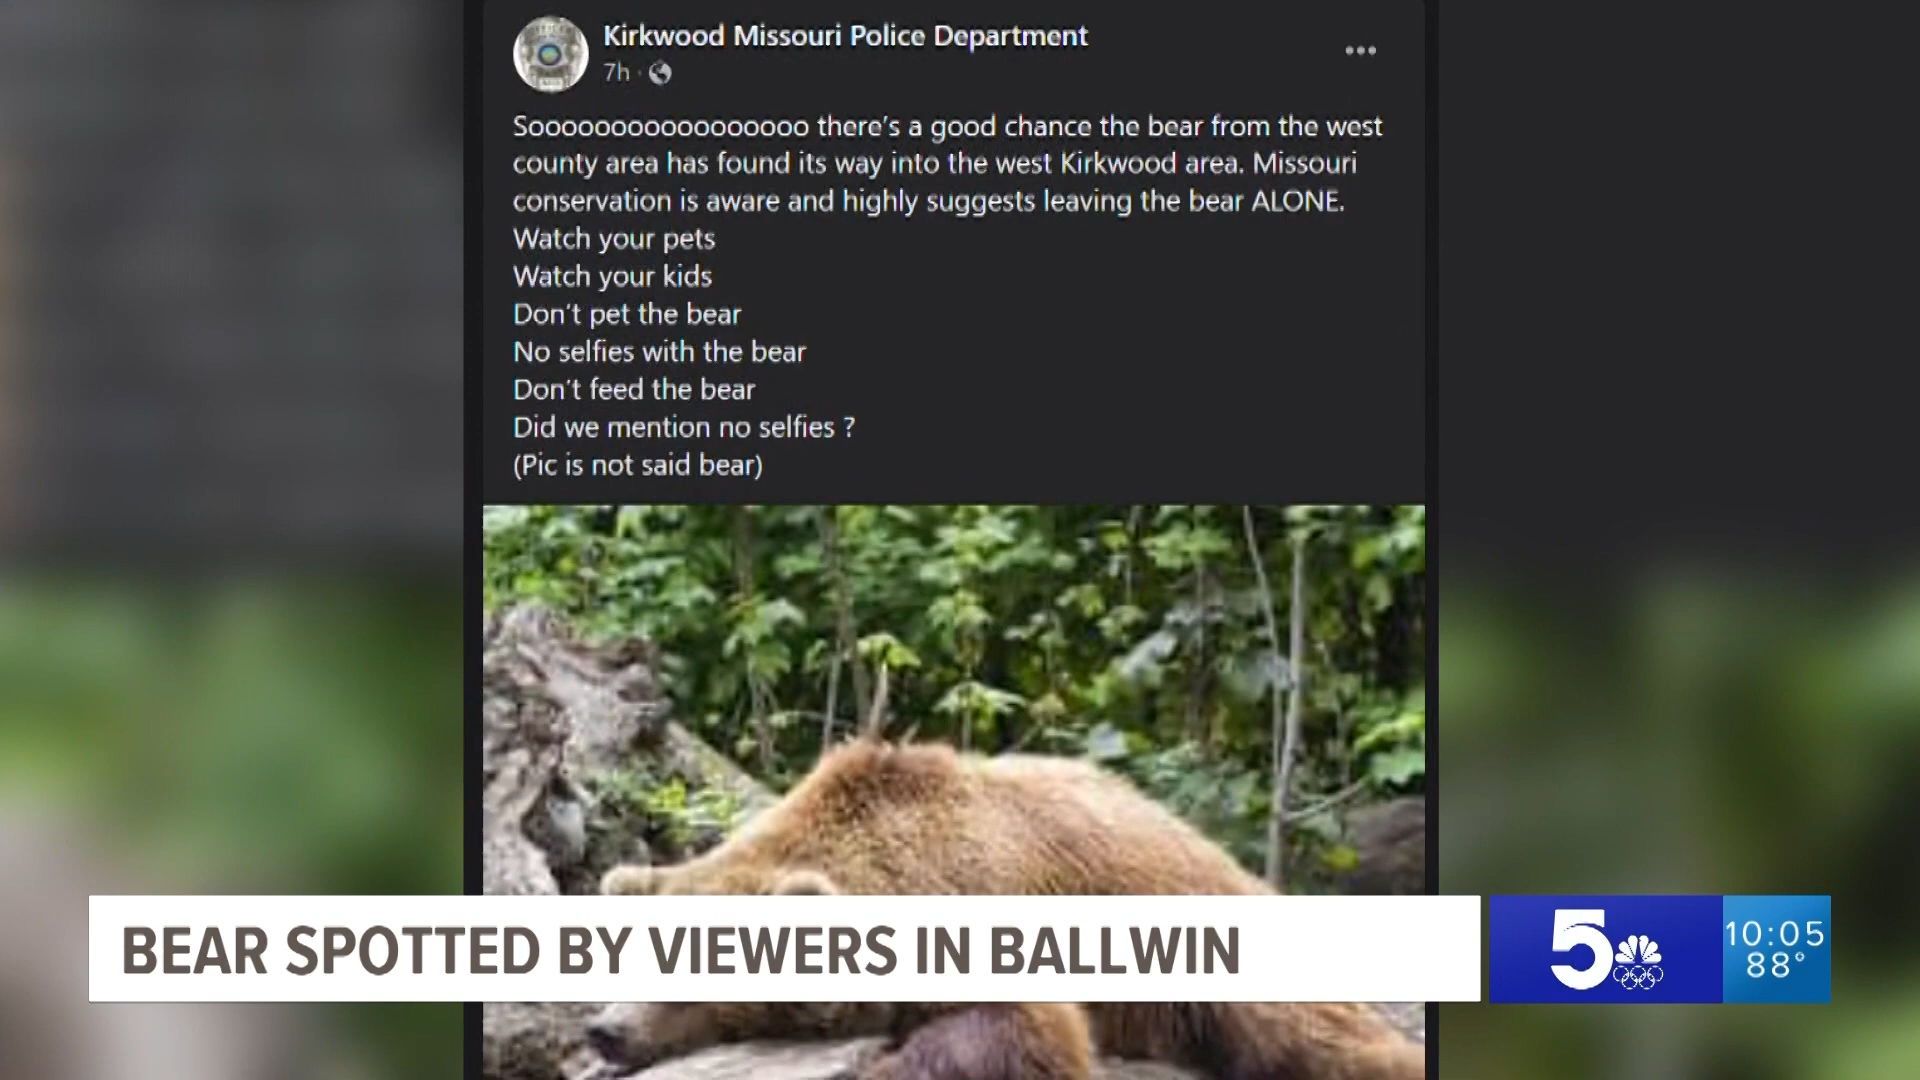 Kirkwood Missouri Police Department
7h
Sooooooooooooooooo there's a good chance the bear from the west
county area has found its way into the west Kirkwood area. Missouri
conservation is aware and highly suggests leaving the bear ALONE.
Watch your pets
Watch your kids
Don't pet the bear
No selfies with the bear
Don't feed the bear
Did we mention no selfies ?
(Pic is not said bear)
BEAR SPOTTED BY VIEWERS IN BALLWIN
5
10:05
88°